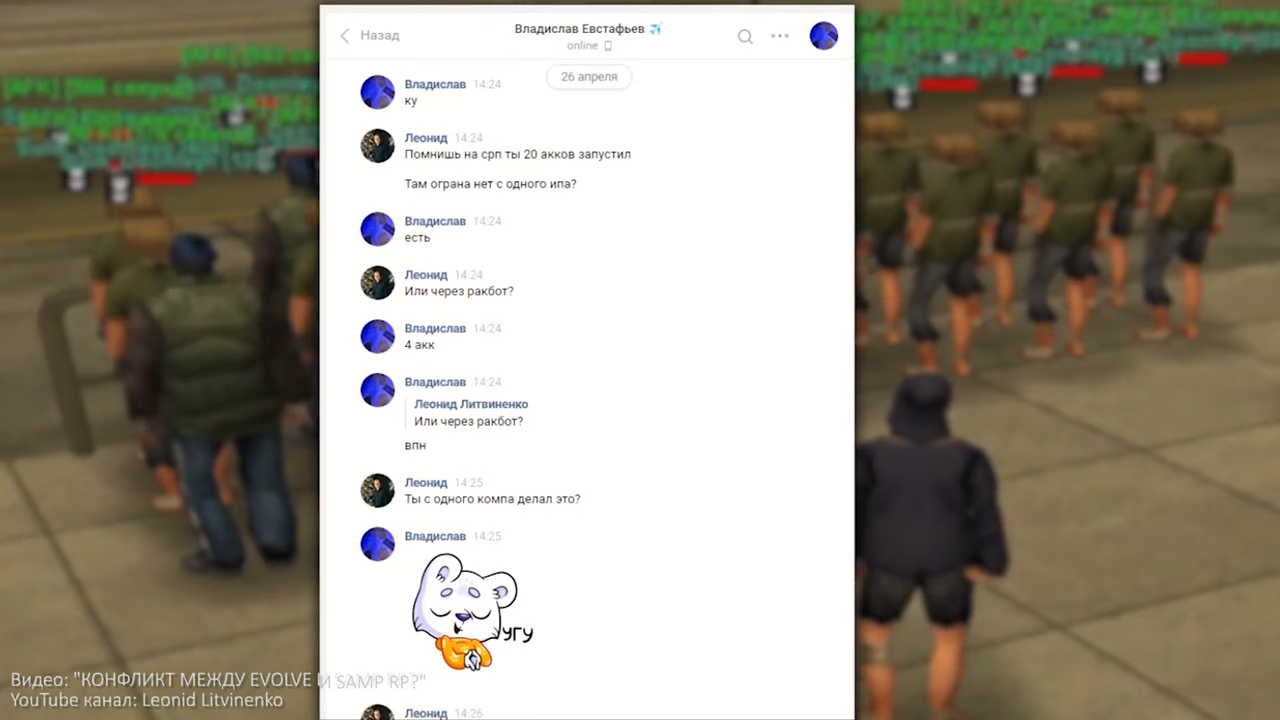 Назад
Владислав Евстафьев
online
26 апреля
Владислав 14:24
ку
Леонид 14:24
Помнишь на срп ты 20 акков запустил
Там ограна нет с одного ипа?
Владислав 14:24
есть
Леонид 14:24
Или через ракбот?
Владислав 14:24
4 акк
Владислав 14:24
Леонид Литвиненко
Или через ракбот?
впн
Леонид 14:25
Ты с одного компа делал это?
Владислав 14:25
угу
Леонид 14:26
Видео: "КОНФЛИКТ МЕЖДУ EVOLVE И SAMP RP?"
YouTube канал: Leonid Litvinenko